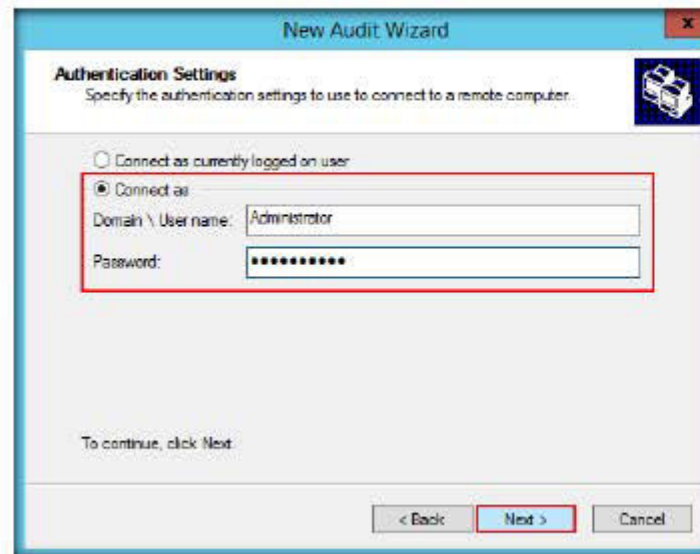 New Audit Wizard
x
Authentication Settings
Specify the authentication settings to use to connect to a remote computer.
Connect as currently logged on user
Connect as
Domain \ User name: Administrator
Password: ••••••••••
To continue, click Next
< Back Next > Cancel